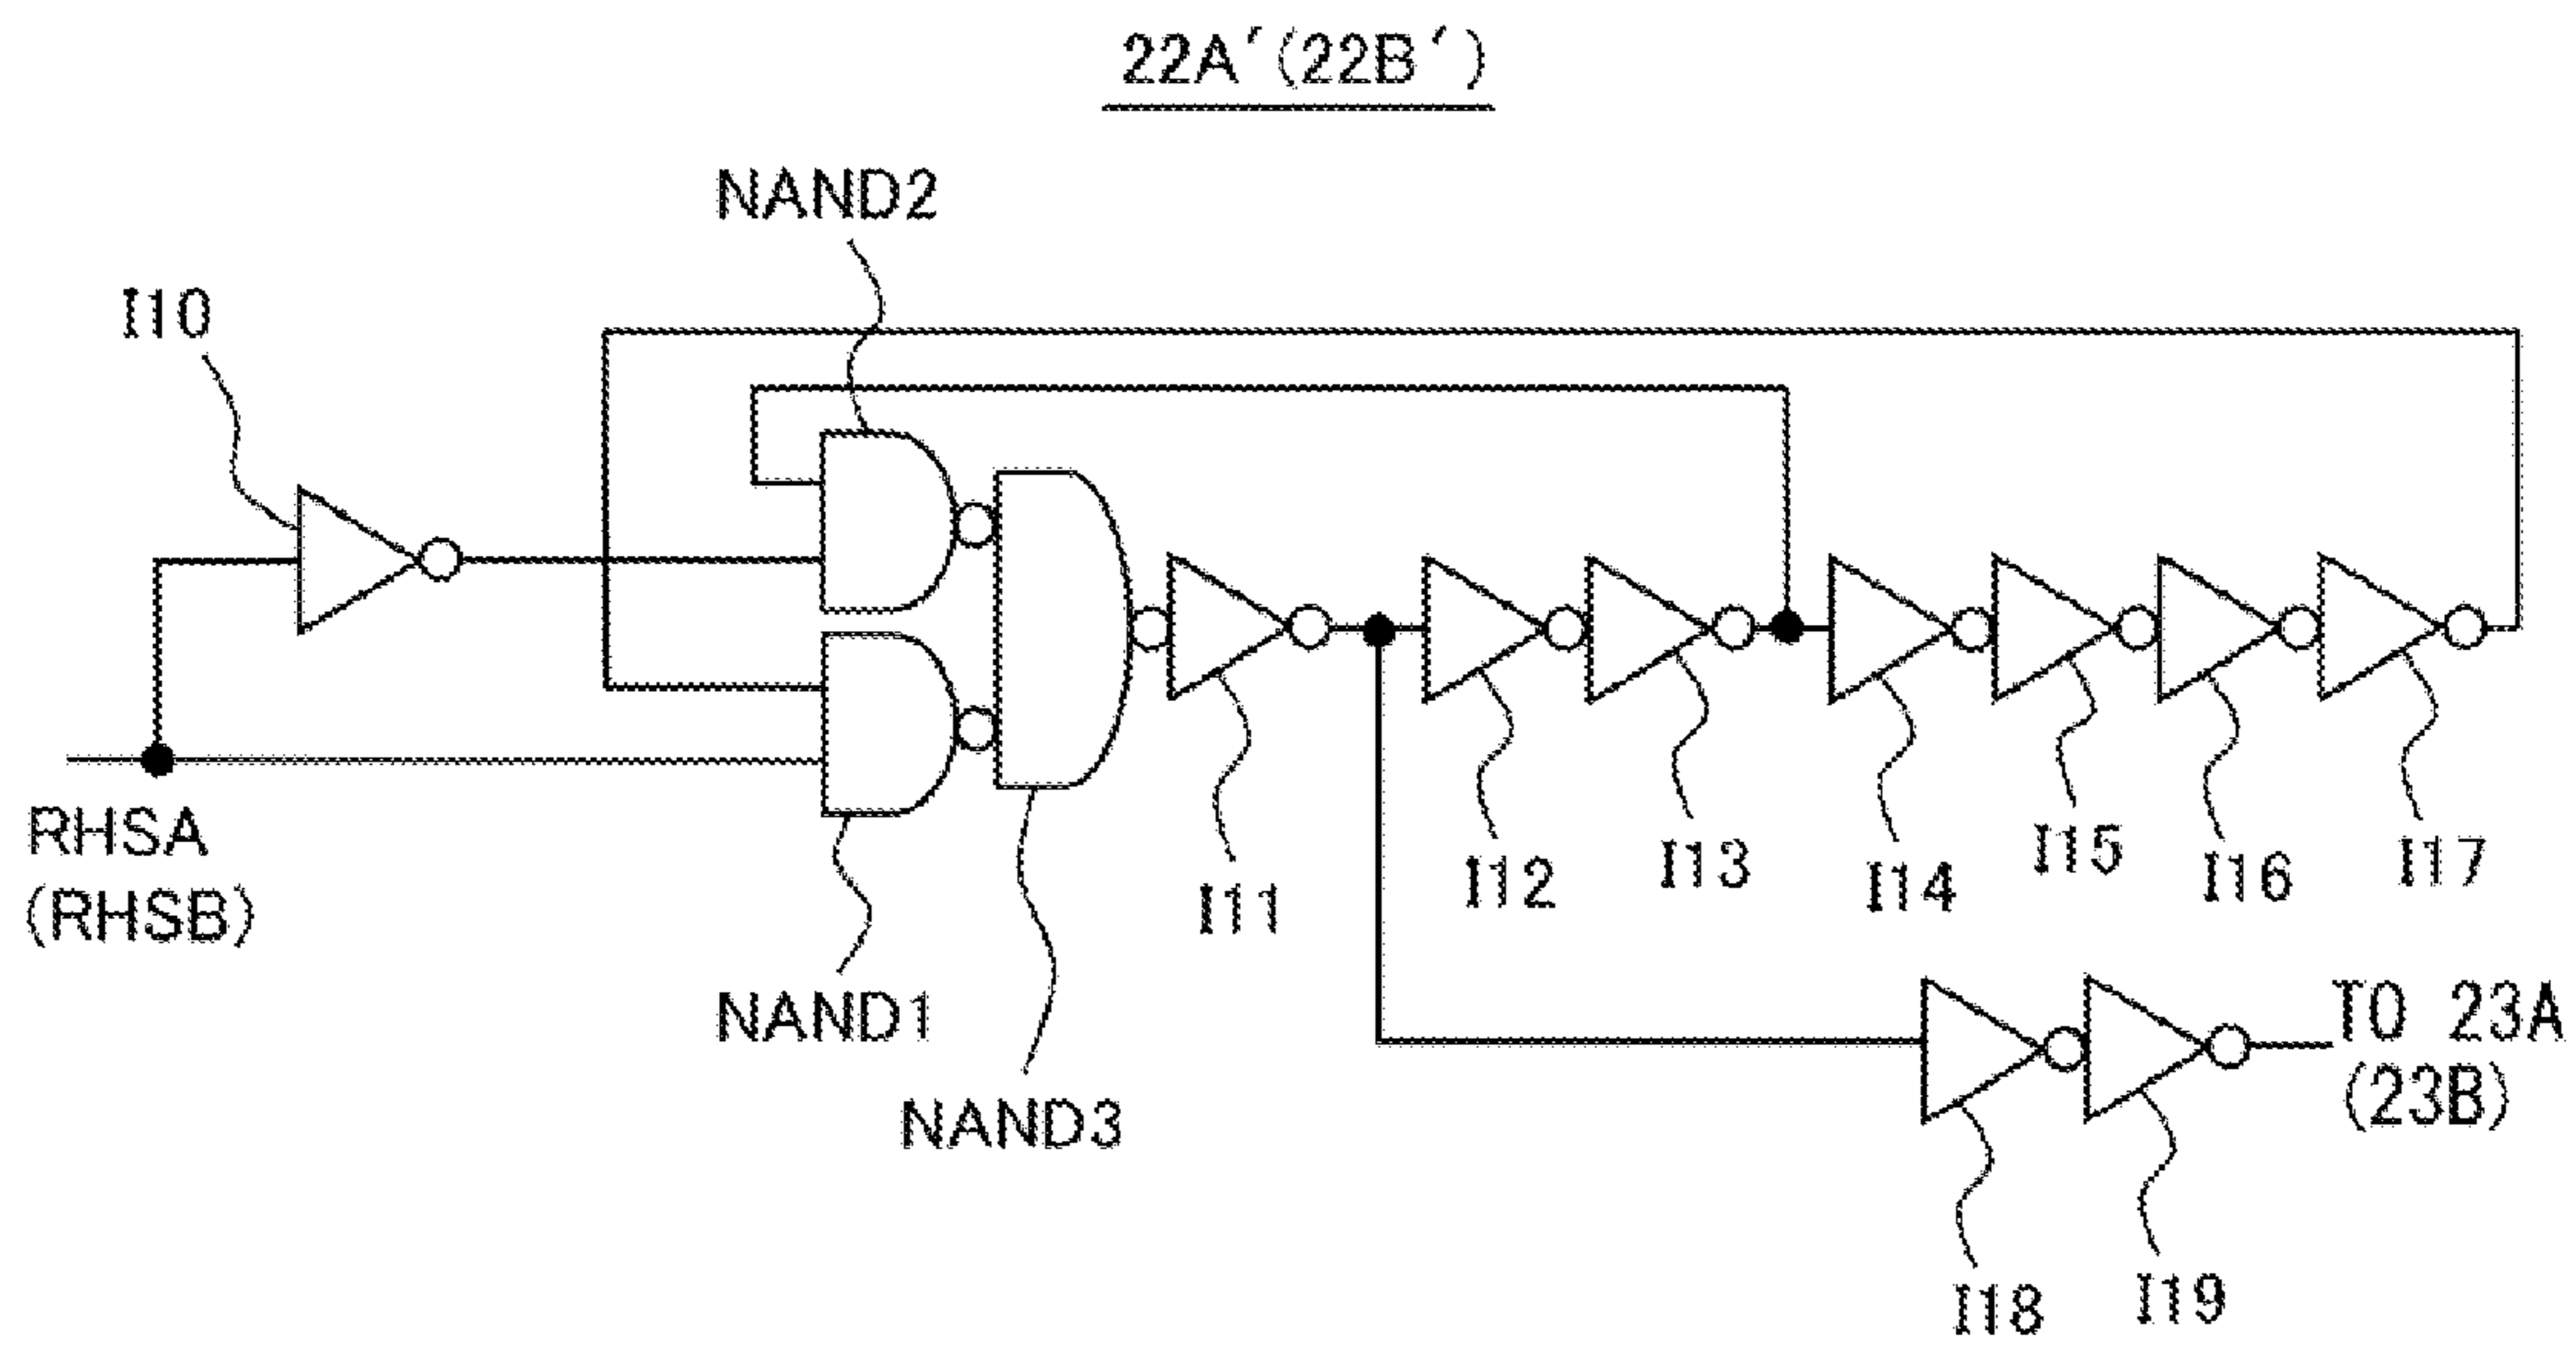 22A′(22B′)
NAND2
I10
RHSA
(RHSB)
NAND1
NAND3
I11
I12
I13
I14
I15
I16
I17
TO 23A
(23B)
I18
I19